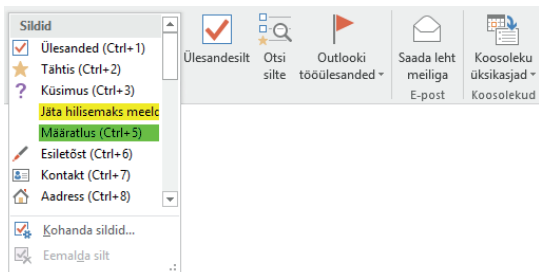 Sildid
Ülesanded (Ctrl+1)
Tähtis (Ctrl+2)
Küsimus (Ctrl+3)
Jäta hilisemaks
Määratlus (Ctrl+5)
Esiletõst (Ctrl+6)
Kontakt (Ctrl+7)
Aadress (Ctrl+8)
Kohanda sildid...
Eemalda silt
Ülesandesilt
Otsi
silte
Outlooki
tööülesanded
Saada leht
meiliga
E-post
Koosoleku
üksikasjad
Koosolekud